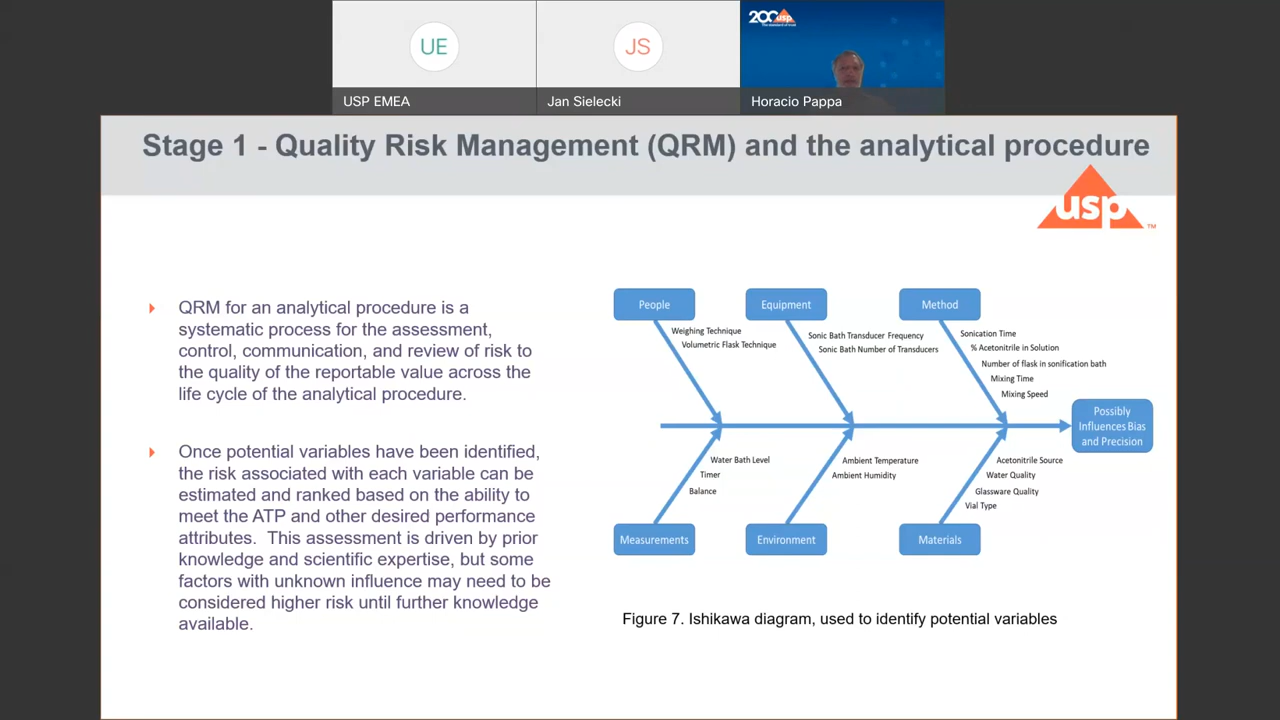 UE
JS
200 usp
The standard of trust
USP EMEA
Jan Sielecki
Horacio Pappa
Stage 1 - Quality Risk Management (QRM) and the analytical procedure
usp
TM
QRM for an analytical procedure is a
systematic process for the assessment,
control, communication, and review of risk to
the quality of the reportable value across the
life cycle of the analytical procedure.
Once potential variables have been identified,
the risk associated with each variable can be
estimated and ranked based on the ability to
meet the ATP and other desired performance
attributes. This assessment is driven by prior
knowledge and scientific expertise, but some
factors with unknown influence may need to be
considered higher risk until further knowledge
available.
People
Equipment
Method
Weighing Technique
Volumetric Flask Technique
Sonic Bath Transducer Frequency
Sonic Bath Number of Transducers
Sonication Time
% Acetonitrile in Solution
Number of flask in sonification bath
Mixing Time
Mixing Speed
Possibly
Influences Bias
and Precision
Water Bath Level
Timer
Balance
Ambient Temperature
Ambient Humidity
Acetonitrile Source
Water Quality
Glassware Quality
Vial Type
Measurements
Environment
Materials
Figure 7. Ishikawa diagram, used to identify potential variables